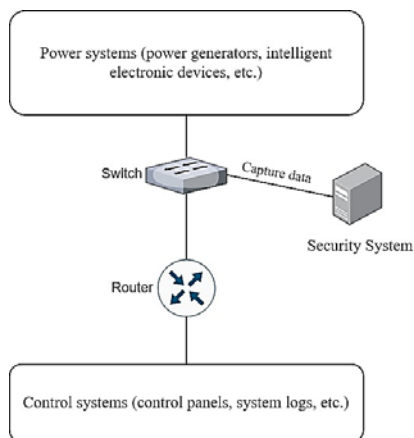 Power systems (power generators, intelligent
electronic devices, etc.)
Switch
Capture data
Security System
Router
Control systems (control panels, system logs, etc.)